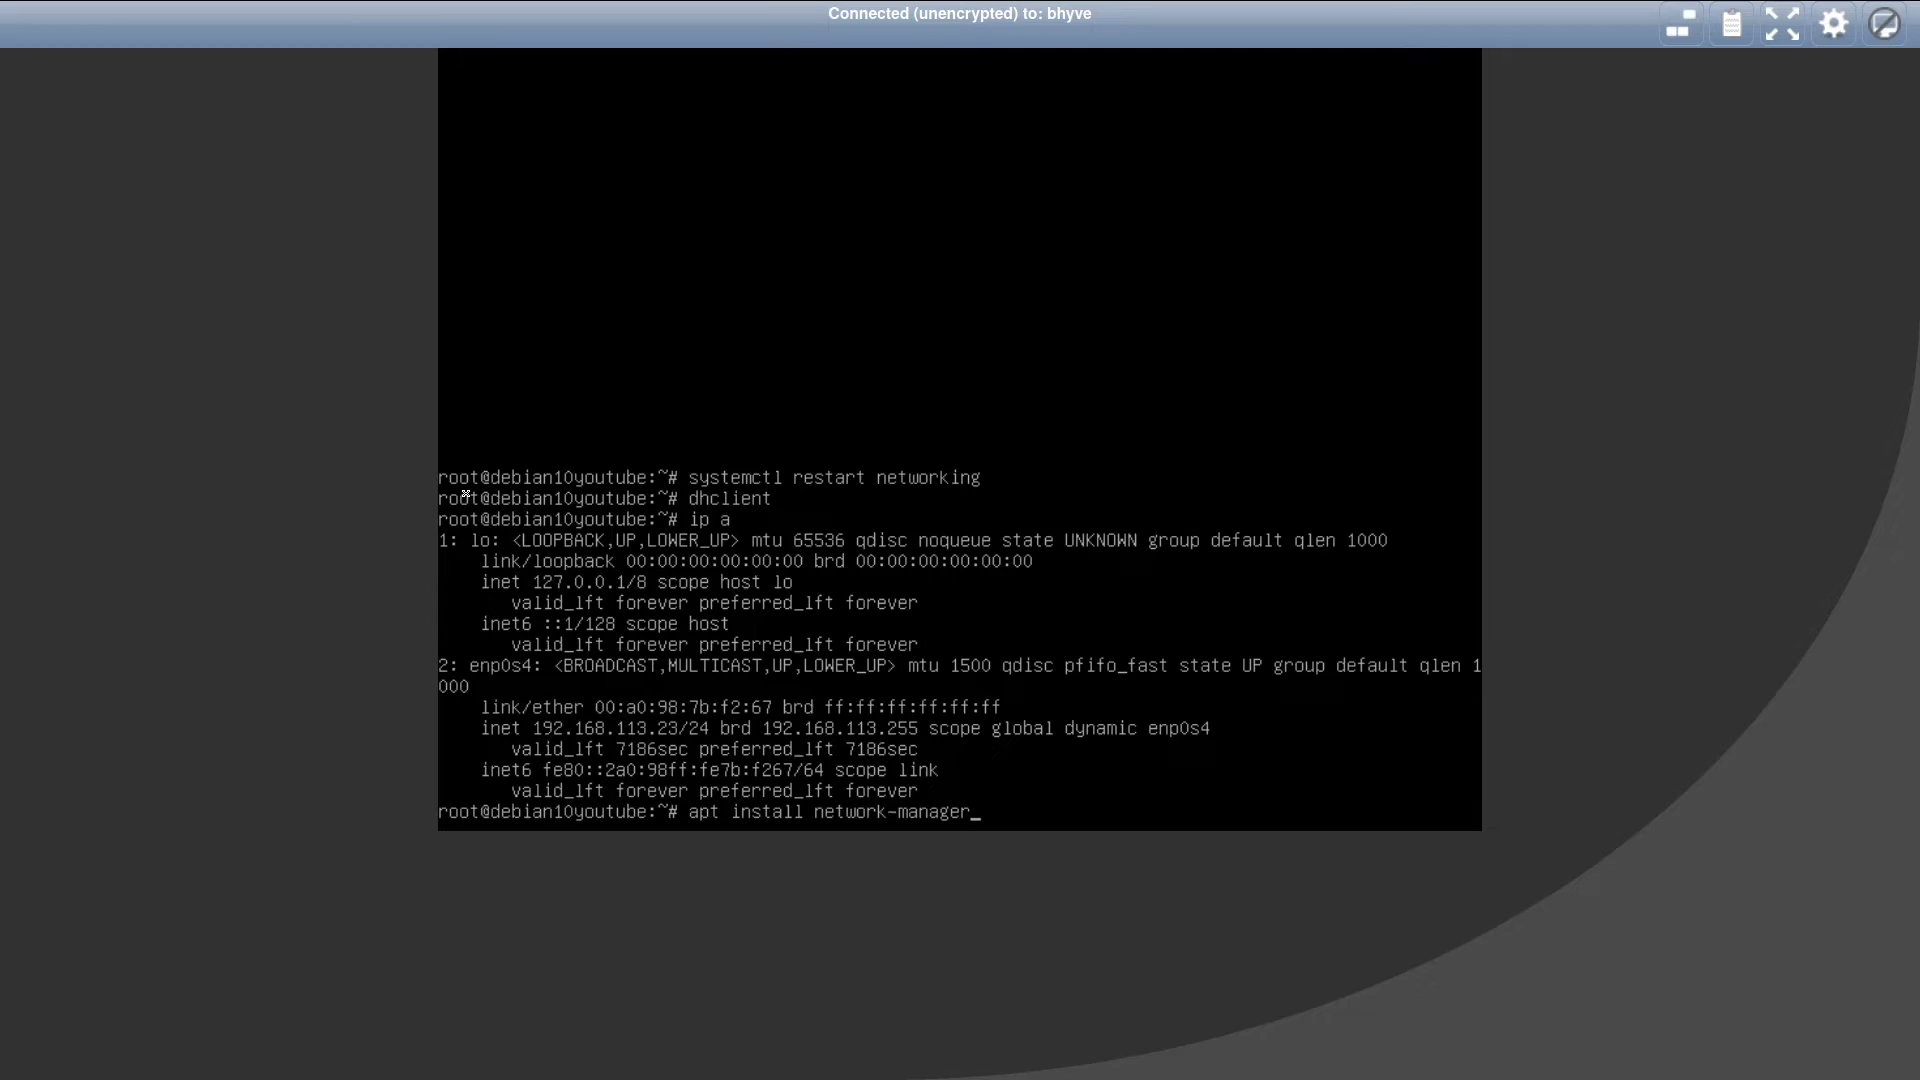 Connected (unencrypted) to: bhyve
root@debian10youtube:~# systemctl restart networking
root@debian10youtube:~# dhclient
root@debian10youtube:~# ip a
1: lo: <LOOPBACK,UP,LOWER_UP> mtu 65536 qdisc noqueue state UNKNOWN group default qlen 1000
    link/loopback 00:00:00:00:00:00 brd 00:00:00:00:00:00
    inet 127.0.0.1/8 scope host lo
       valid_lft forever preferred_lft forever
    inet6 ::1/128 scope host
       valid_lft forever preferred_lft forever
2: enp0s4: <BROADCAST,MULTICAST,UP,LOWER_UP> mtu 1500 qdisc pfifo_fast state UP group default qlen 1
000
    link/ether 00:a0:98:7b:f2:67 brd ff:ff:ff:ff:ff:ff
    inet 192.168.113.23/24 brd 192.168.113.255 scope global dynamic enp0s4
       valid_lft 7186sec preferred_lft 7186sec
    inet6 fe80::2a0:98ff:fe7b:f267/64 scope link
       valid_lft forever preferred_lft forever
root@debian10youtube:~# apt install network-manager_